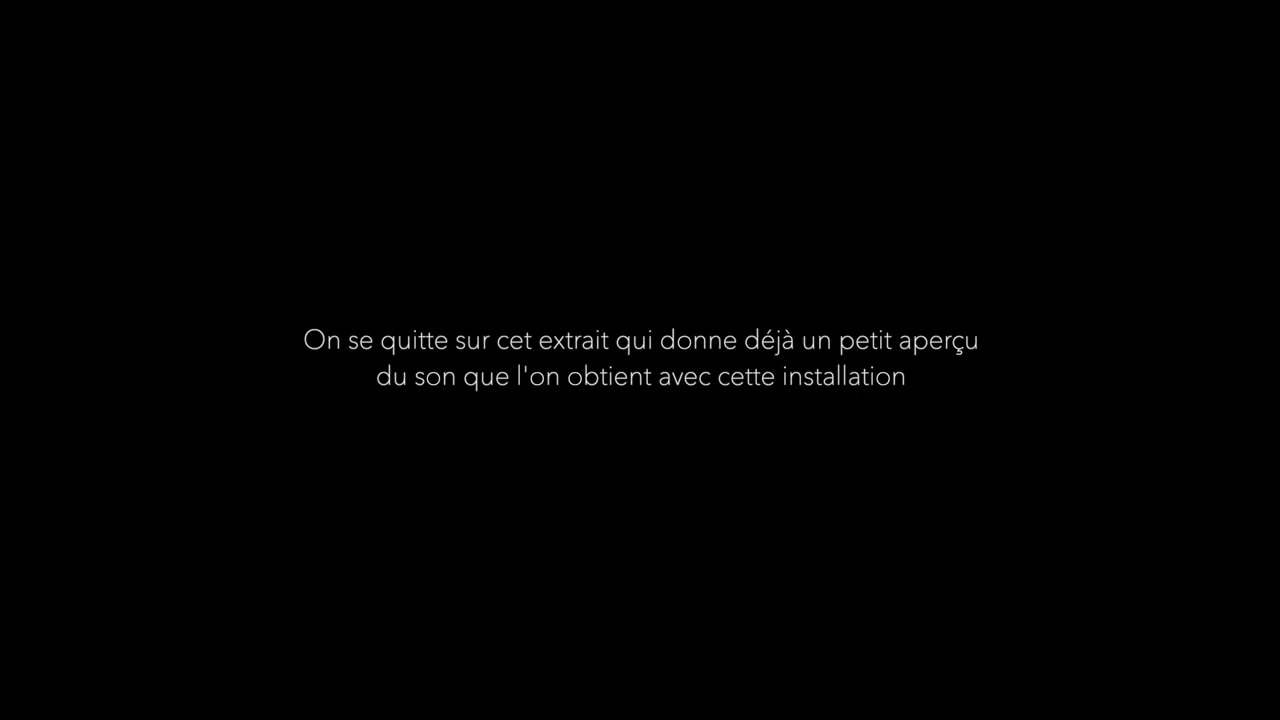 On se quitte sur cet extrait qui donne déjà un petit aperçu
du son que l'on obtient avec cette installation